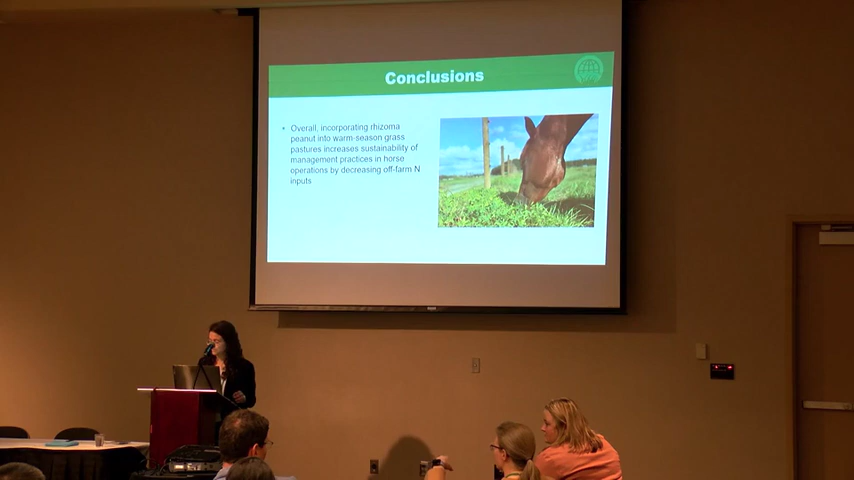 Conclusions
• Overall, incorporating rhizoma
peanut into warm-season grass
pastures increases sustainability of
management practices in horse
operations by decreasing off-farm N
inputs